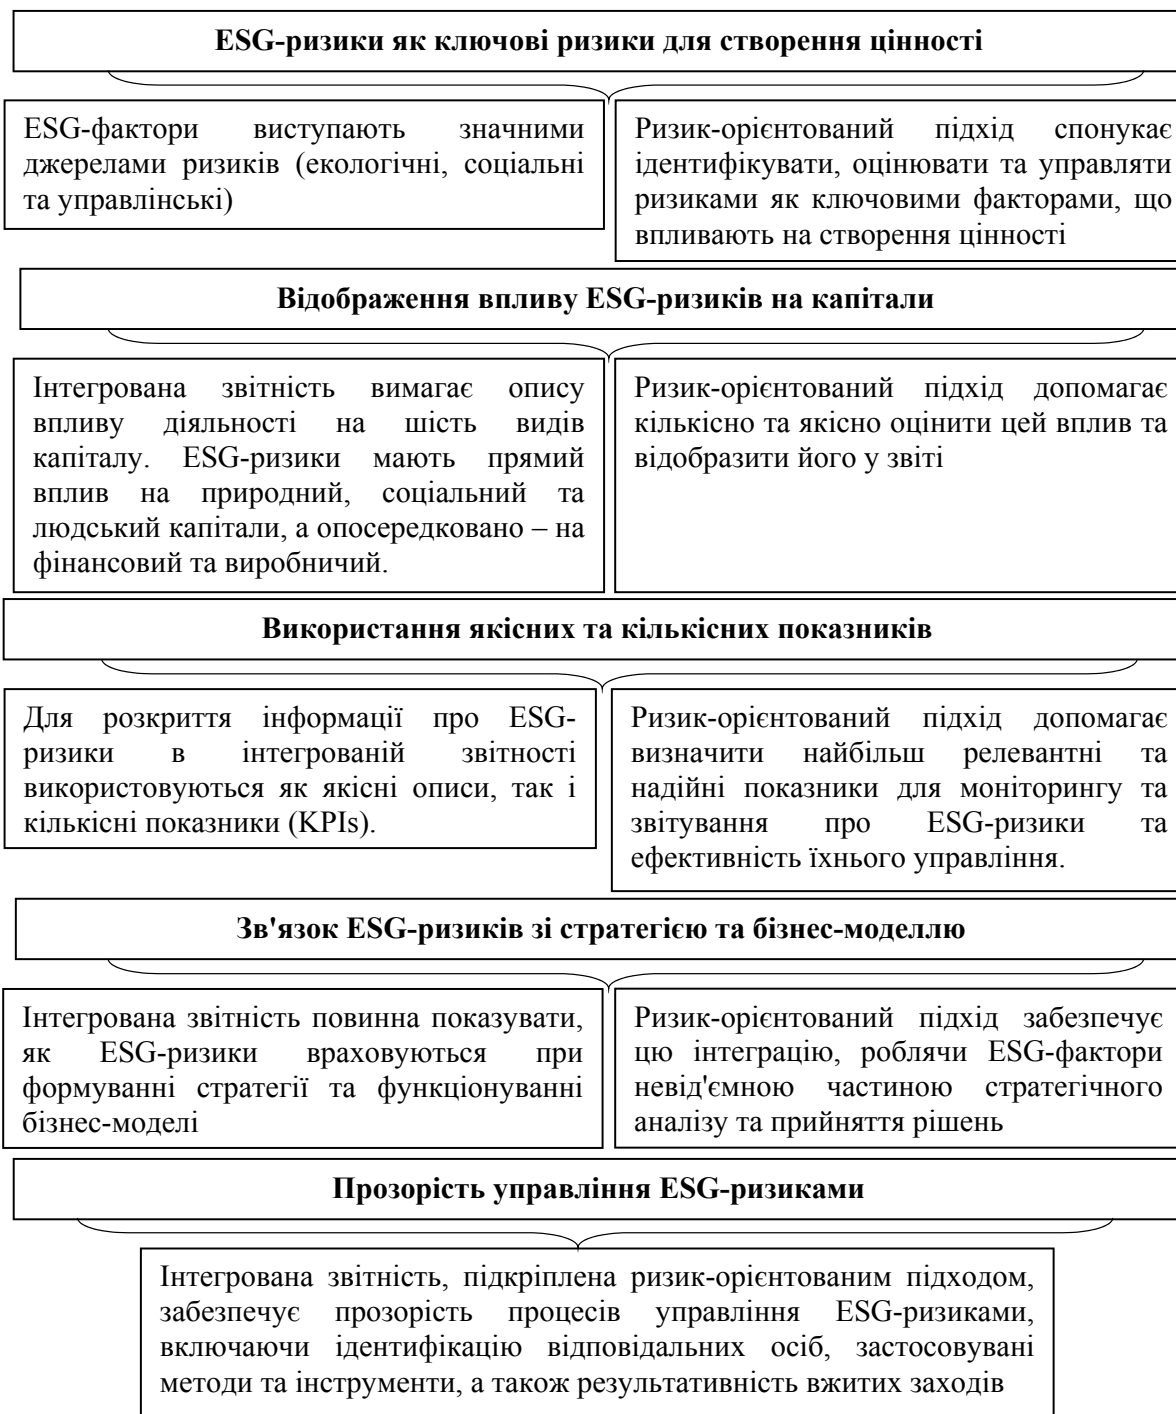 ESG-ризики як ключові ризики для створення цінності
ESG-фактори виступають значними
джерелами ризиків (екологічні, соціальні
та управлінські)
Ризик-орієнтований підхід спонукає
ідентифікувати, оцінювати та управляти
ризиками як ключовими факторами, що
впливають на створення цінності
Відображення впливу ESG-ризиків на капітали
Інтегрована звітність вимагає опису
впливу діяльності на шість видів
капіталу. ESG-ризики мають прямий
вплив на природний, соціальний та
людський капітали, а опосередковано – на
фінансовий та виробничий.
Ризик-орієнтований підхід допомагає
кількісно та якісно оцінити цей вплив та
відобразити його у звіті
Використання якісних та кількісних показників
Для розкриття інформації про ESG-
ризики в інтегрованій звітності
використовуються як якісні описи, так і
кількісні показники (KPIs).
Ризик-орієнтований підхід допомагає
визначити найбільш релевантні та
надійні показники для моніторингу та
звітування про ESG-ризики та
ефективність їхнього управління.
Зв'язок ESG-ризиків зі стратегією та бізнес-моделлю
Інтегрована звітність повинна показувати,
як ESG-ризики враховуються при
формуванні стратегії та функціонуванні
бізнес-моделі
Ризик-орієнтований підхід забезпечує
цю інтеграцію, роблячи ESG-фактори
невід'ємною частиною стратегічного
аналізу та прийняття рішень
Прозорість управління ESG-ризиками
Інтегрована звітність, підкріплена ризик-орієнтованим підходом,
забезпечує прозорість процесів управління ESG-ризиками,
включаючи ідентифікацію відповідальних осіб, застосовувані
методи та інструменти, а також результативність вжитих заходів